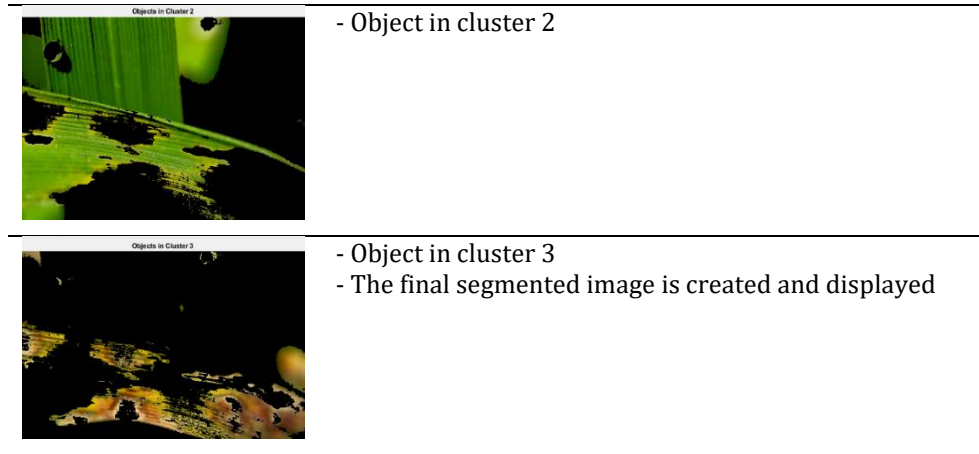 Objects in Cluster 2
- Object in cluster 2
Objects in Cluster 3
- Object in cluster 3
- The final segmented image is created and displayed